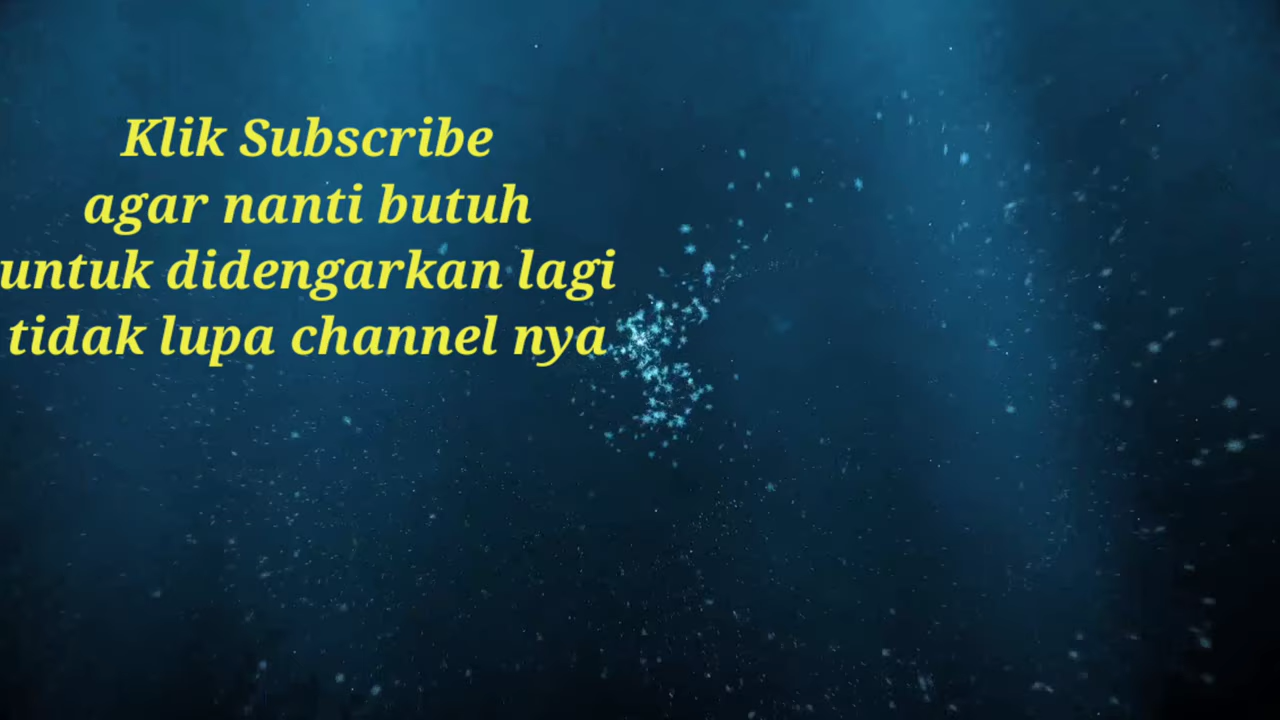 Klik Subscribe
agar nanti butuh
untuk didengarkan lagi
tidak lupa channel nya